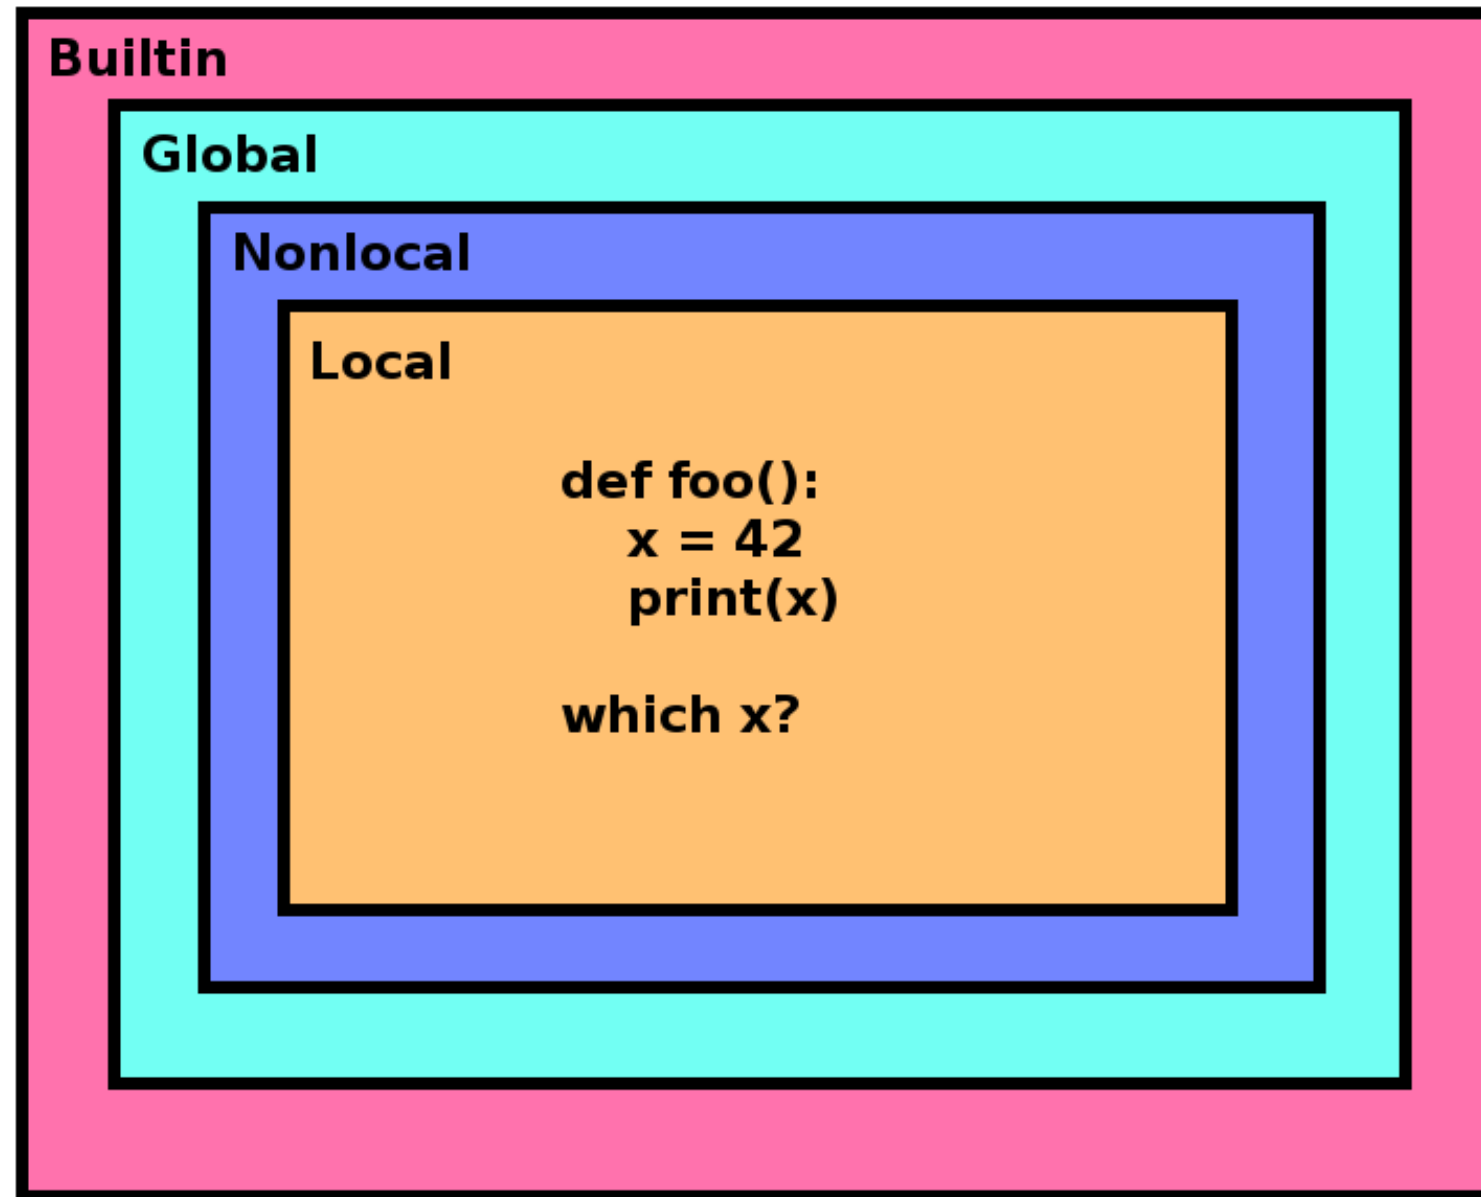 Builtin
Global
Nonlocal
Local
def foo():
    x = 42
    print(x)
which x?